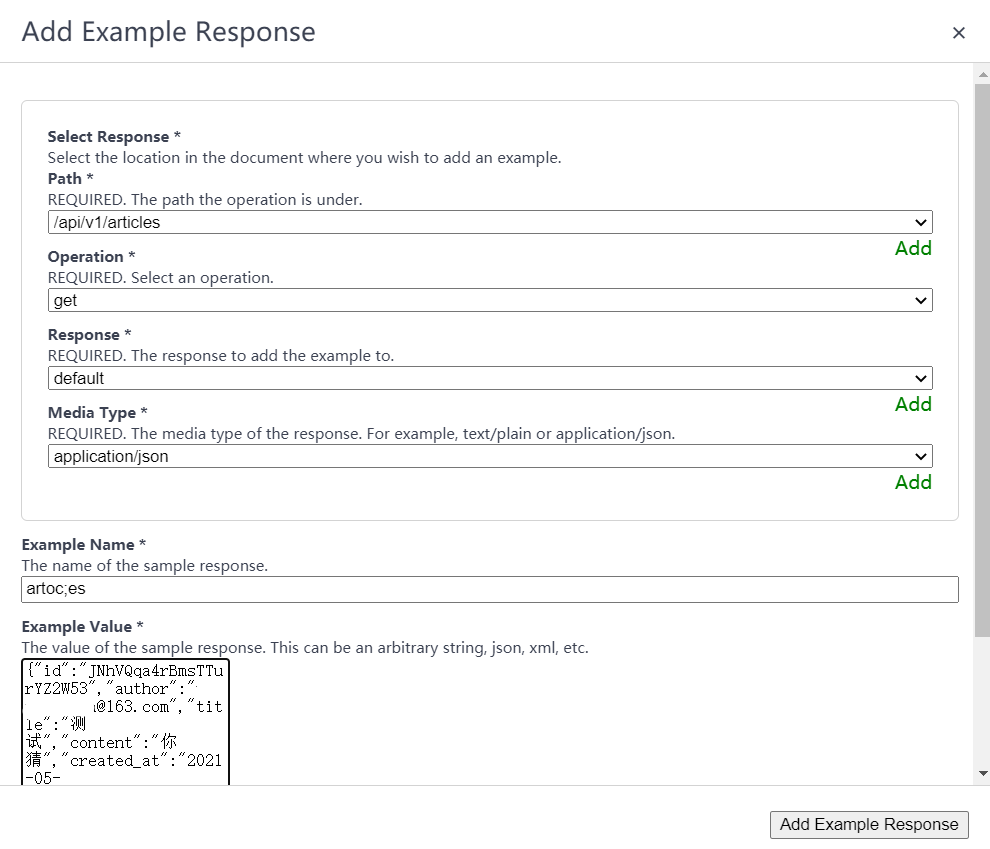 Add Example Response
×
Select Response *
Select the location in the document where you wish to add an example.
Path *
REQUIRED. The path the operation is under.
/api/v1/articles
Add
Operation *
REQUIRED. Select an operation.
get
Response *
REQUIRED. The response to add the example to.
default
Add
Media Type *
REQUIRED. The media type of the response. For example, text/plain or application/json.
application/json
Add
Example Name *
The name of the sample response.
artoc;es
Example Value *
The value of the sample response. This can be an arbitrary string, json, xml, etc.
{"id":"JNhVQqa4rBmsTTu
rYZ2W53","author":"
@163.com","tit
le":"测
试","content":"你
猜","created_at":"2021
-05-
Add Example Response